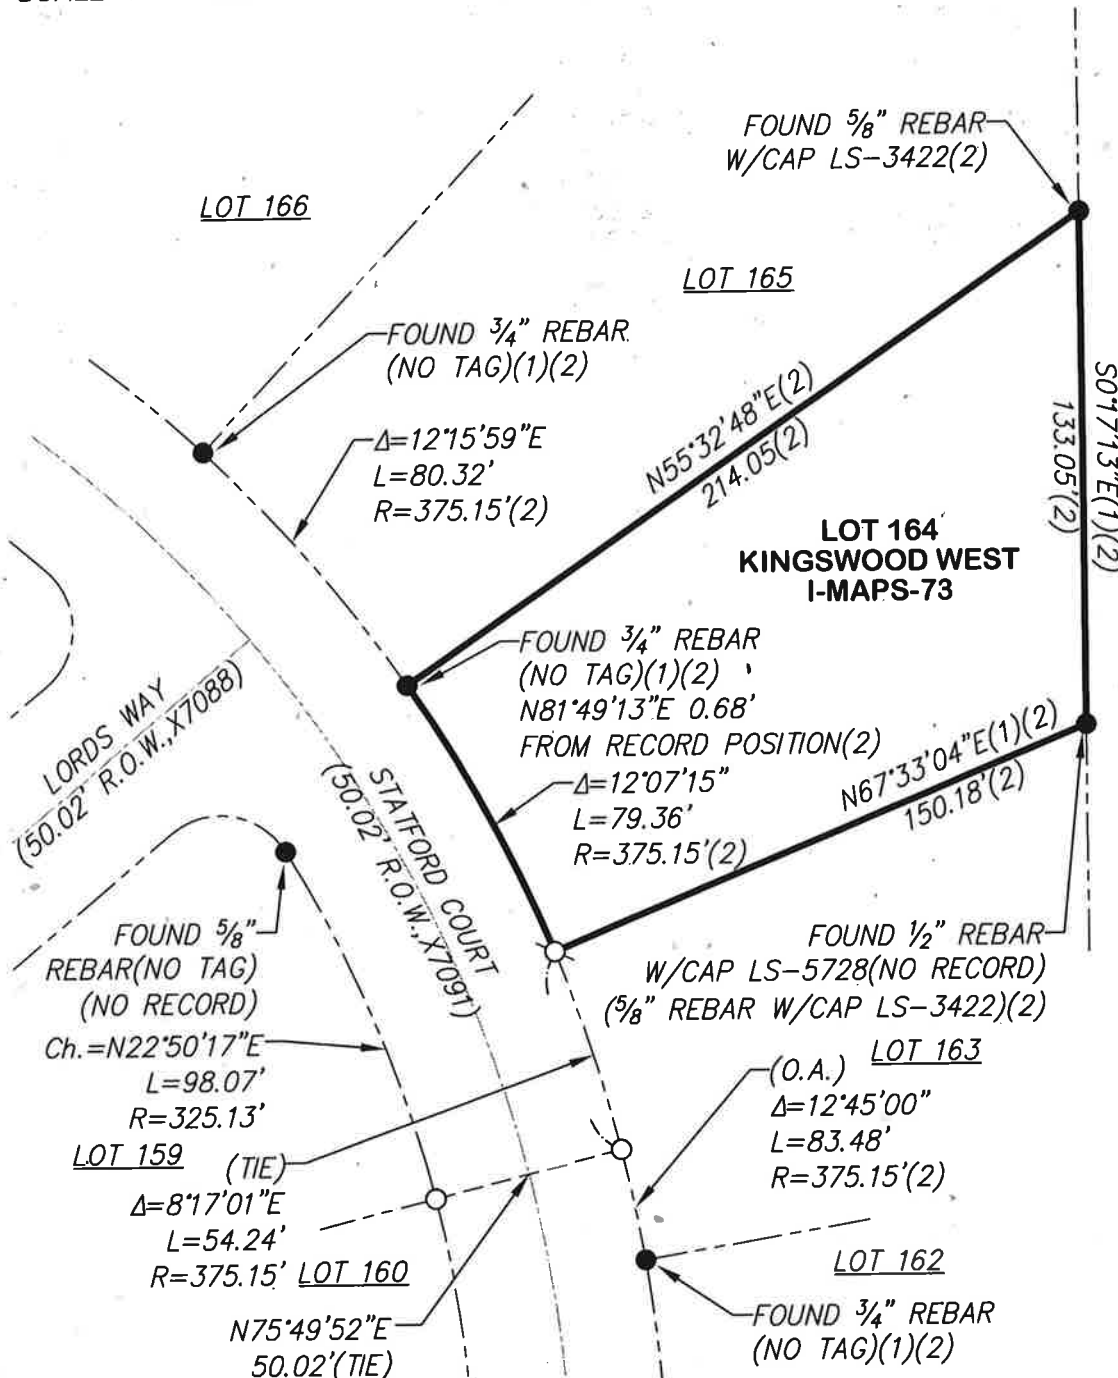 FOUND 5/8" REBAR
W/CAP LS-3422(2)
LOT 166
LOT 165
FOUND 3/4" REBAR
(NO TAG)(1)(2)
Δ=12°15'59"E
L=80.32'
R=375.15'(2)
N55°32'48"E(2)
214.05(2)
S0°17'13"E(1)(2)
133.05'(2)
LOT 164
KINGSWOOD WEST
I-MAPS-73
FOUND 3/4" REBAR
(NO TAG)(1)(2)
N81°49'13"E 0.68'
FROM RECORD POSITION(2)
Δ=12°07'15"
L=79.36'
R=375.15'(2)
N67°33'04"E(1)(2)
150.18'(2)
LORDS WAY
(50.02' R.O.W.,X7088)
STATFORD COURT
(50.02' R.O.W.,X7091)
FOUND 5/8"
REBAR(NO TAG)
(NO RECORD)
Ch.=N22°50'17"E
L=98.07'
R=325.13'
FOUND 1/2" REBAR
W/CAP LS-5728(NO RECORD)
(5/8" REBAR W/CAP LS-3422)(2)
LOT 163
(O.A.)
Δ=12°45'00"
L=83.48'
R=375.15'(2)
LOT 159
(TIE)
Δ=8°17'01"E
L=54.24'
R=375.15'
LOT 160
N75°49'52"E
50.02'(TIE)
LOT 162
FOUND 3/4" REBAR
(NO TAG)(1)(2)